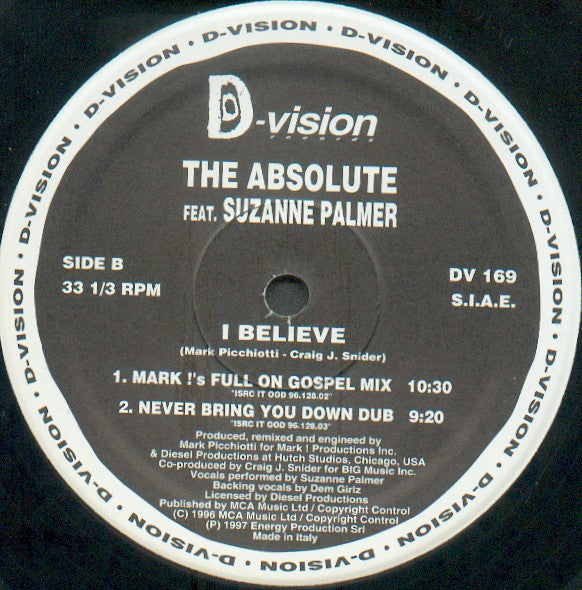 D-VISION • D-VISION • D-VISION • D-VISION • D-VISION • D-VISION • D-VISION • D-VISION • D-VISION • D-VISION • D-VISION • D-VISION • D-VISION •
D-vision
records
THE ABSOLUTE
FEAT. SUZANNE PALMER
SIDE B
33 1/3 RPM
DV 169
S.I.A.E.
I BELIEVE
(Mark Picchiotti - Craig J. Snider)
1. MARK !'s FULL ON GOSPEL MIX 10:30
"ISRC IT OOD 96.128.02"
2. NEVER BRING YOU DOWN DUB 9:20
"ISRC IT OOD 96.128.03"
Produced, remixed and engineed by
Mark Picchiotti for Mark ! Productions Inc.
& Diesel Productions at Hutch Studios, Chicago, USA
Co-produced by Craig J. Snider for BIG Music Inc.
Vocals performed by Suzanne Palmer
Backing vocals by Dem Girlz
Licensed by Diesel Productions
Published by MCA Music Ltd / Copyright Control
(C) 1996 MCA Music Ltd / Copyright Control
(P) 1997 Energy Production Srl
Made in Italy